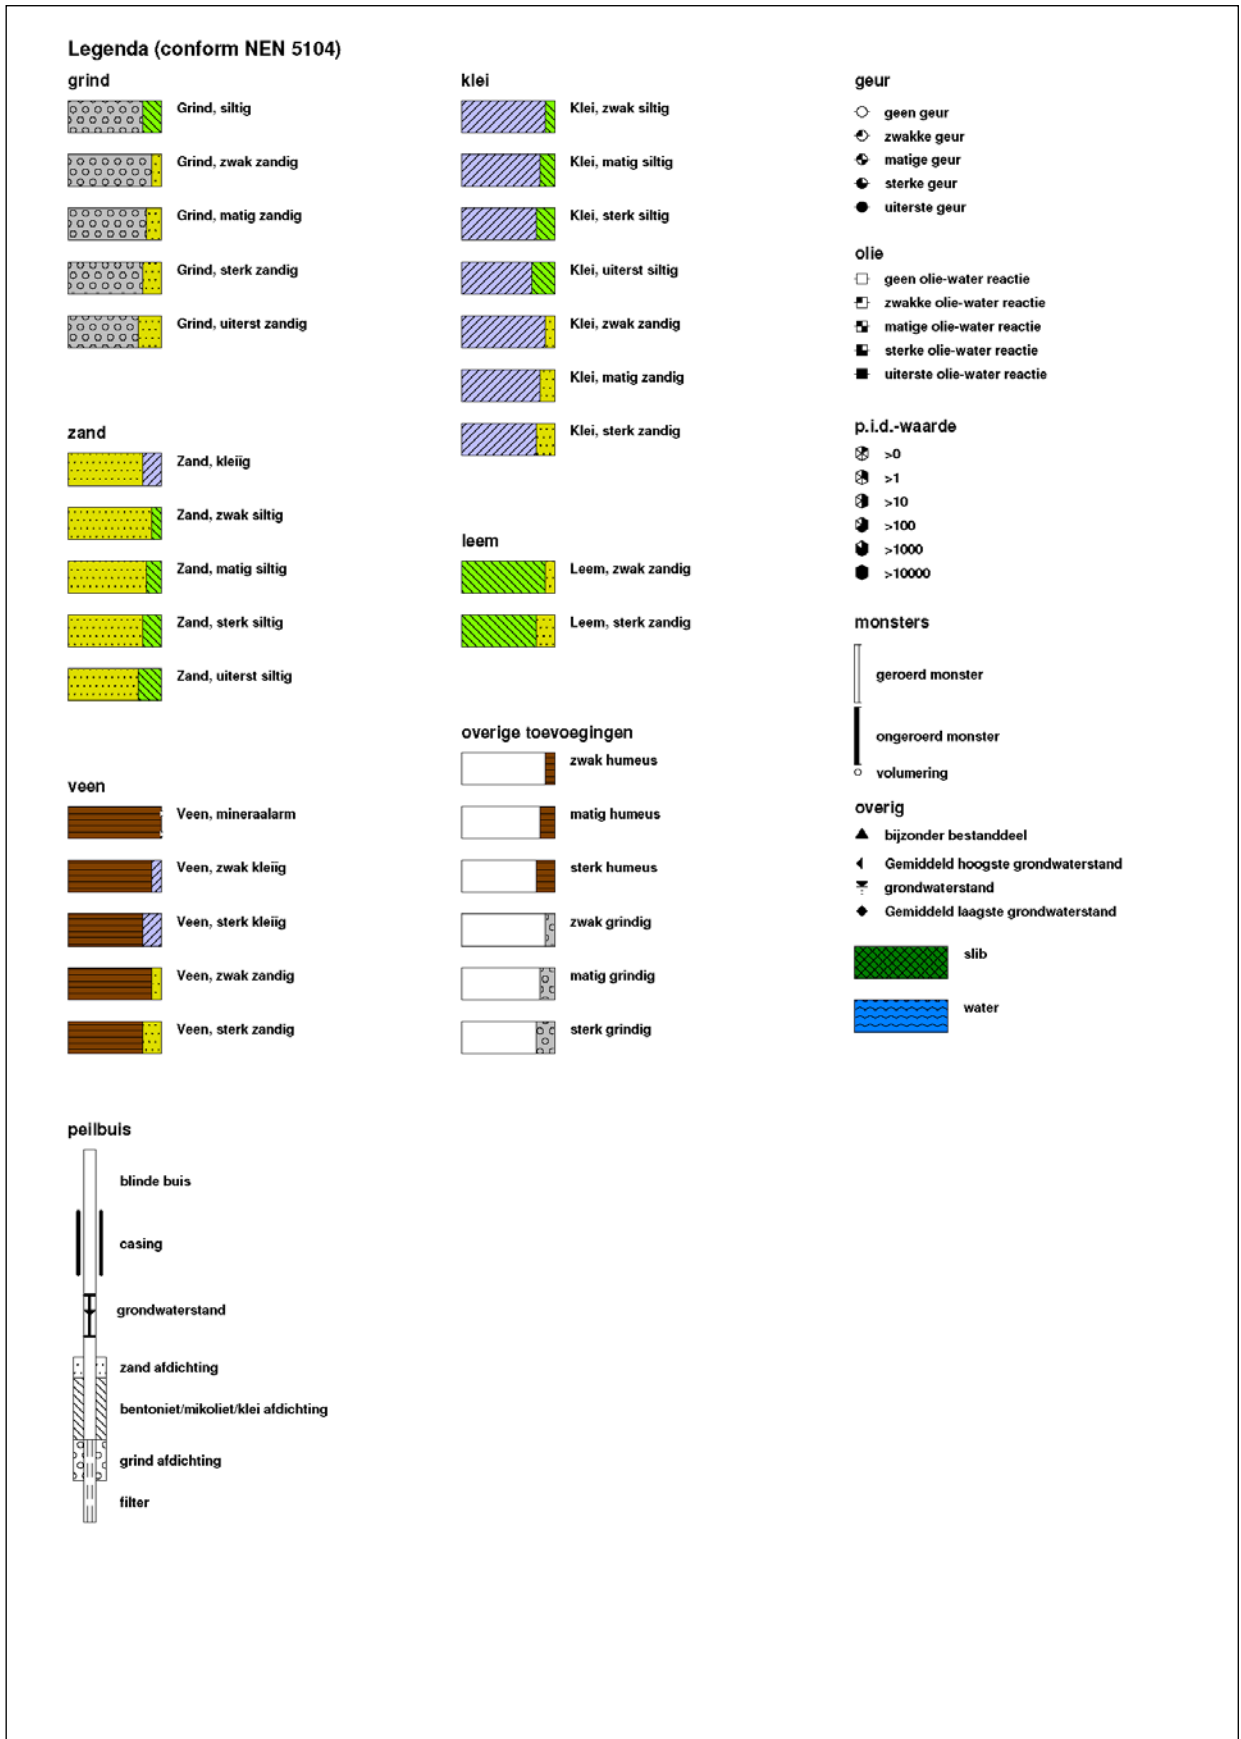 Legenda (conform NEN 5104)
grind
Grind, siltig
Grind, zwak zandig
Grind, matig zandig
Grind, sterk zandig
Grind, uiterst zandig
zand
Zand, kleiïg
Zand, zwak siltig
Zand, matig siltig
Zand, sterk siltig
Zand, uiterst siltig
veen
Veen, mineraalarm
Veen, zwak kleiïg
Veen, sterk kleiïg
Veen, zwak zandig
Veen, sterk zandig
peilbuis
blinde buis
casing
grondwaterstand
zand afdichting
bentoniet/mikoliet/klei afdichting
grind afdichting
filter
klei
Klei, zwak siltig
Klei, matig siltig
Klei, sterk siltig
Klei, uiterst siltig
Klei, zwak zandig
Klei, matig zandig
Klei, sterk zandig
leem
Leem, zwak zandig
Leem, sterk zandig
overige toevoegingen
zwak humeus
matig humeus
sterk humeus
zwak grindig
matig grindig
sterk grindig
geur
geen geur
zwakke geur
matige geur
sterke geur
uiterste geur
olie
geen olie-water reactie
zwakke olie-water reactie
matige olie-water reactie
sterke olie-water reactie
uiterste olie-water reactie
p.i.d.-waarde
>0
>1
>10
>100
>1000
>10000
monsters
geroerd monster
ongeroerd monster
volumering
overig
bijzonder bestanddeel
Gemiddeld hoogste grondwaterstand
grondwaterstand
Gemiddeld laagste grondwaterstand
slib
water